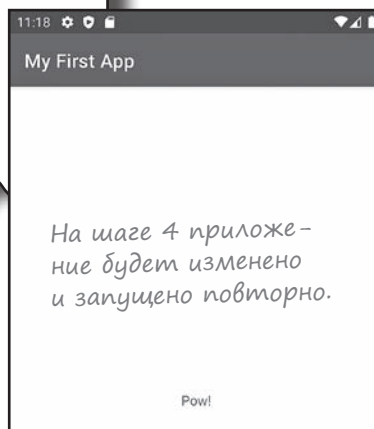 11:18
My First App
На шаге 4 приложе-
ние будет изменено
и запущено повторно.
Pow!